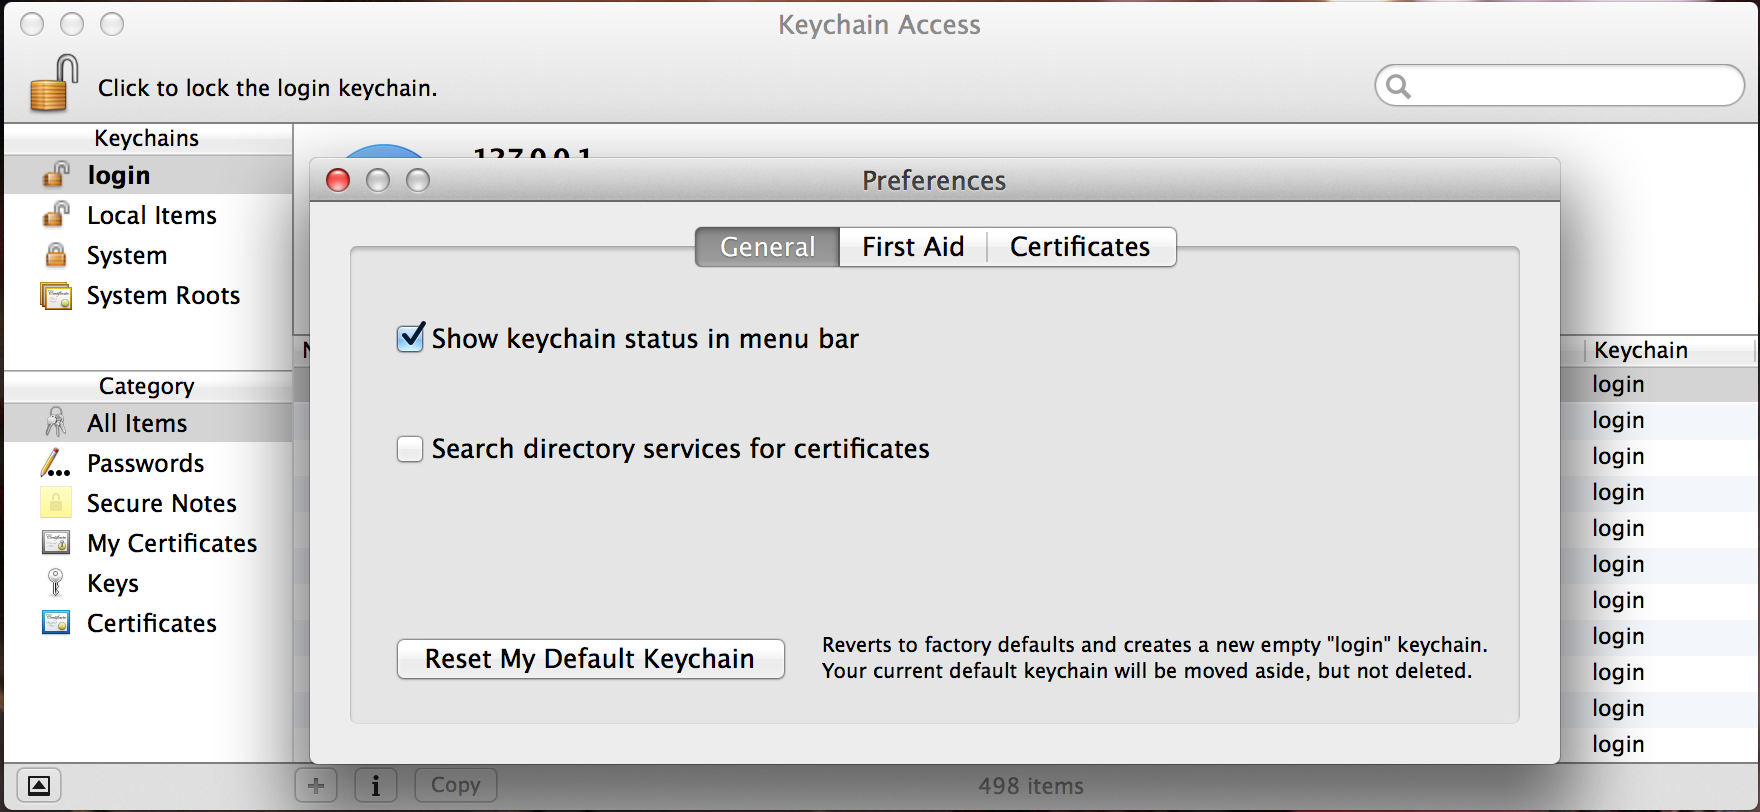 Keychain Access
Click to lock the login keychain.
Keychains
login
Local Items
System
System Roots
Category
All Items
Passwords
Secure Notes
My Certificates
Keys
Certificates
127.0.0.1
Preferences
General First Aid Certificates
Show keychain status in menu bar
Search directory services for certificates
Reset My Default Keychain
Reverts to factory defaults and creates a new empty "login" keychain.
Your current default keychain will be moved aside, but not deleted.
Keychain
login
login
login
login
login
login
login
login
login
login
login
Copy
498 items